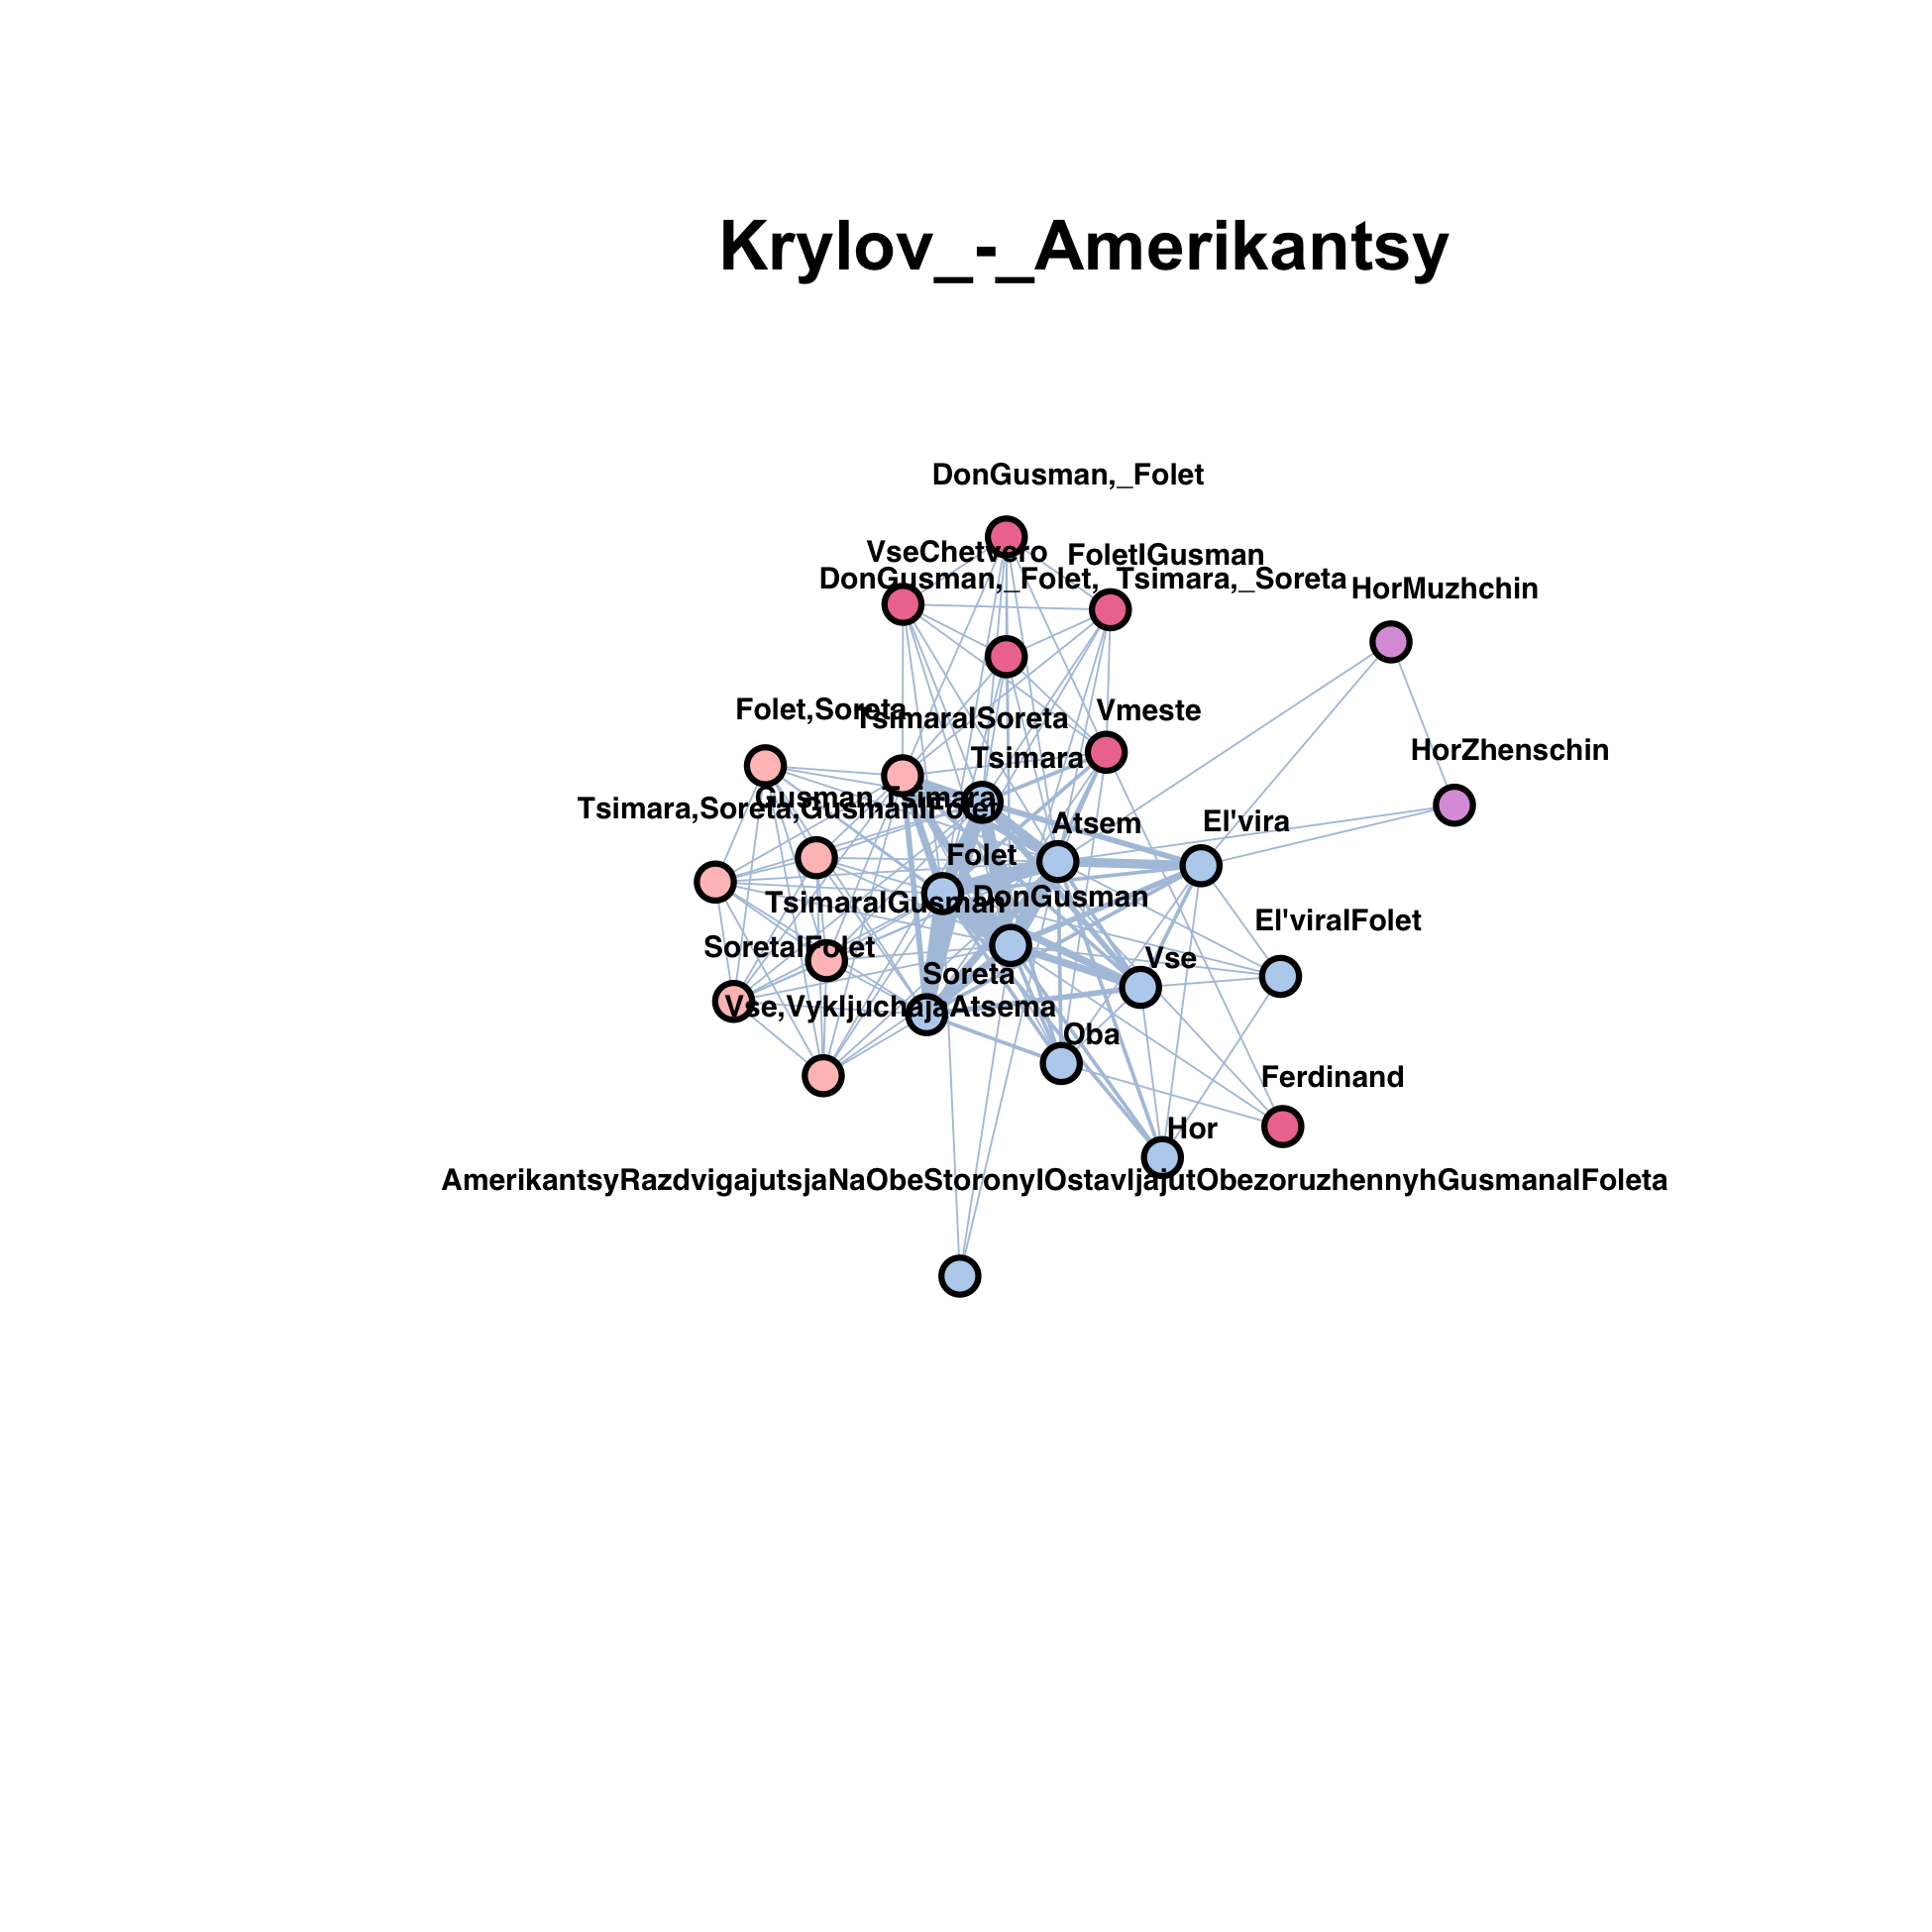 Krylov_-_Amerikantsy
DonGusman,_Folet
VseChetvero
FoletIGusman
DonGusman,_Folet,_Tsimara,_Soreta
HorMuzhchin
Folet,Soreta
TsimaraISoreta
Vmeste
Tsimara
HorZhenschin
Gusman,Tsimara
Tsimara,Soreta,GusmanIFolet
Atsem
El'vira
Folet
TsimaraIGusman
DonGusman
El'viraIFolet
SoretaIFolet
Vse
Soreta
Vse,VykljuchajaAtsema
Oba
Ferdinand
Hor
AmerikantsyRazdvigajutsjaNaObeStoronyIOstavljajutObezoruzhennyhGusmanaIFoleta